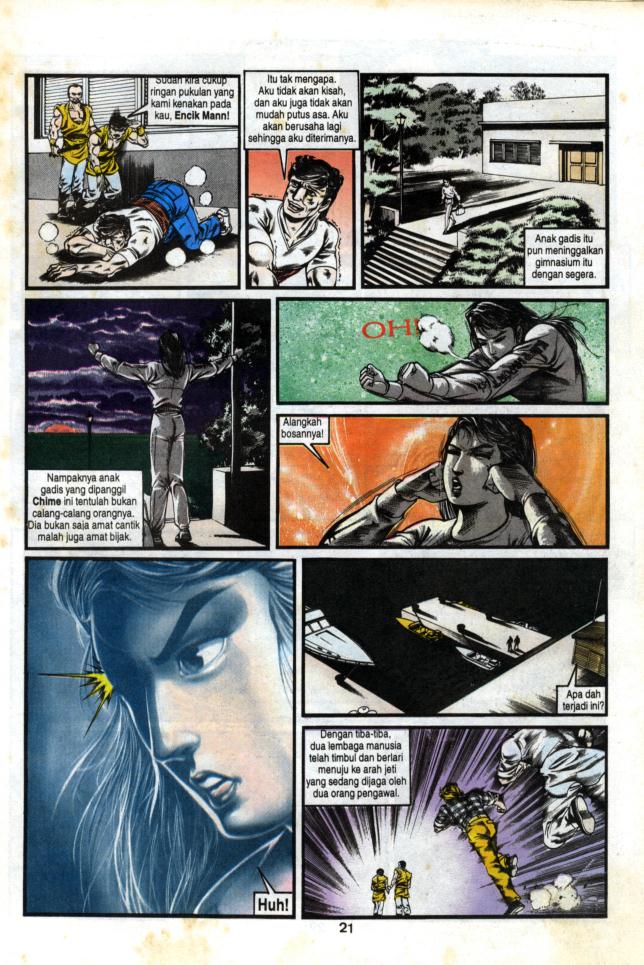 Sudah kira cukup
ringan pukulan yang
kami kenakan pada
kau, Encik Mann!
Itu tak mengapa.
Aku tidak akan kisah,
dan aku juga tidak akan
mudah putus asa. Aku
akan berusaha lagi
sehingga aku diterimanya.
Anak gadis itu
pun meninggalkan
gimnasium itu
dengan segera.
Nampaknya anak
gadis yang dipanggil
Chime ini tentulah bukan
calang-calang orangnya.
Dia bukan saja amat cantik
malah juga amat bijak.
OH!
Alangkah
bosannya!
Huh!
Apa dah
terjadi ini?
Dengan tiba-tiba,
dua lembaga manusia
telah timbul dan berlari
menuju ke arah jeti
yang sedang dijaga oleh
dua orang pengawal.
21